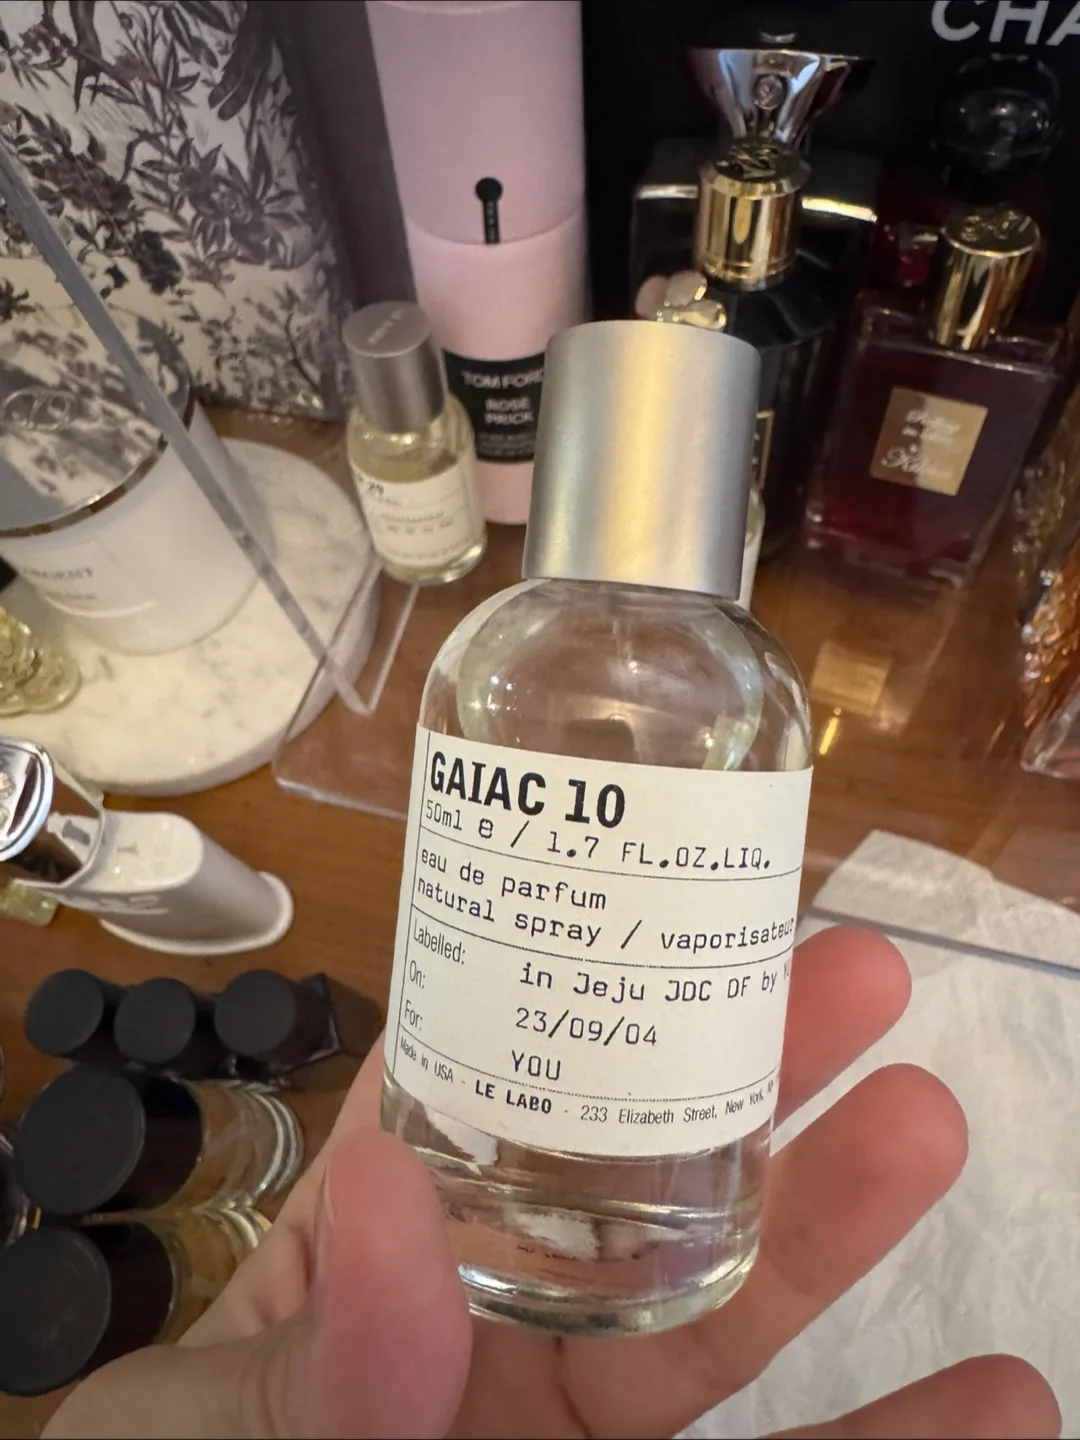 CHA
TOM FORD
ROSE
PRICK
GAIAC 10
50ml e / 1.7 FL.OZ.LIQ.
eau de parfum
natural spray / vaporisateur
Labelled: in Jeju JDC DF by
On: 23/09/04
For: YOU
Made in USA - LE LABO - 233 Elizabeth Street, New York,